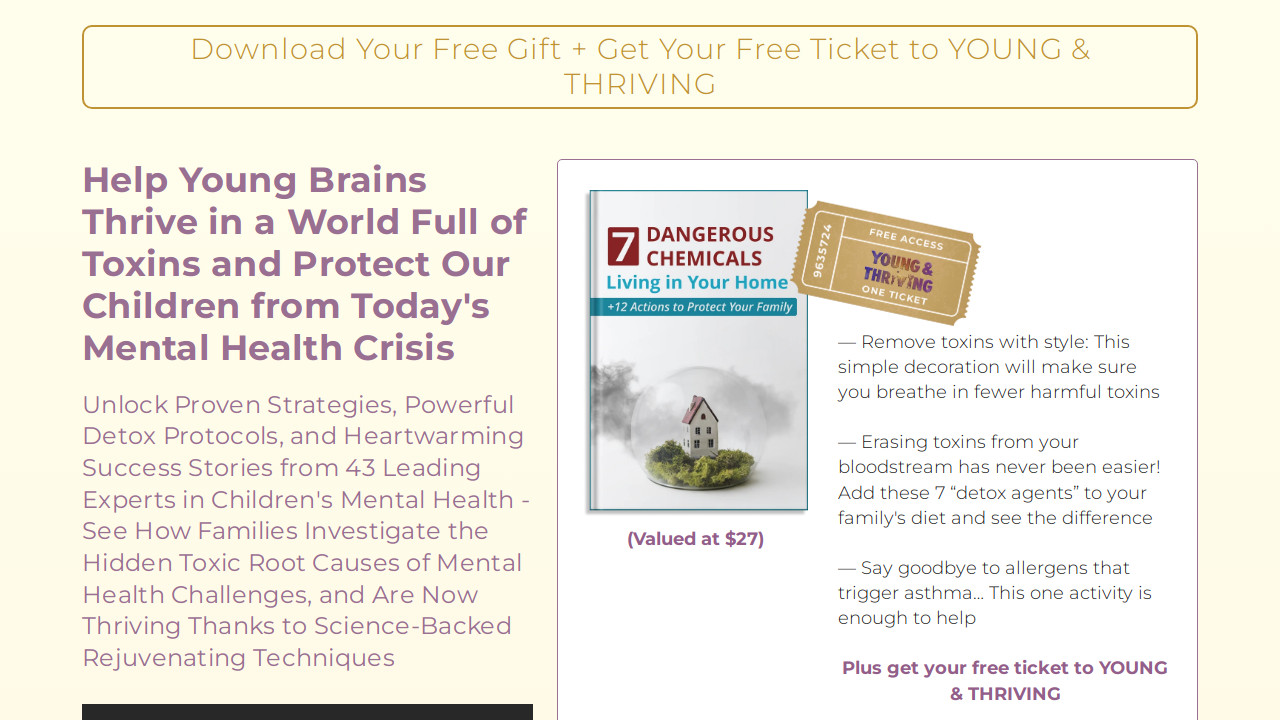 Download Your Free Gift + Get Your Free Ticket to YOUNG &
THRIVING
Help Young Brains
Thrive in a World Full of
Toxins and Protect Our
Children from Today's
Mental Health Crisis
Unlock Proven Strategies, Powerful
Detox Protocols, and Heartwarming
Success Stories from 43 Leading
Experts in Children's Mental Health -
See How Families Investigate the
Hidden Toxic Root Causes of Mental
Health Challenges, and Are Now
Thriving Thanks to Science-Backed
Rejuvenating Techniques
7 DANGEROUS
CHEMICALS
Living in Your Home
+12 Actions to Protect Your Family
(Valued at $27)
9635724
FREE ACCESS
YOUNG &
THRIVING
ONE TICKET
— Remove toxins with style: This
simple decoration will make sure
you breathe in fewer harmful toxins
— Erasing toxins from your
bloodstream has never been easier!
Add these 7 “detox agents” to your
family's diet and see the difference
— Say goodbye to allergens that
trigger asthma... This one activity is
enough to help
Plus get your free ticket to YOUNG
& THRIVING